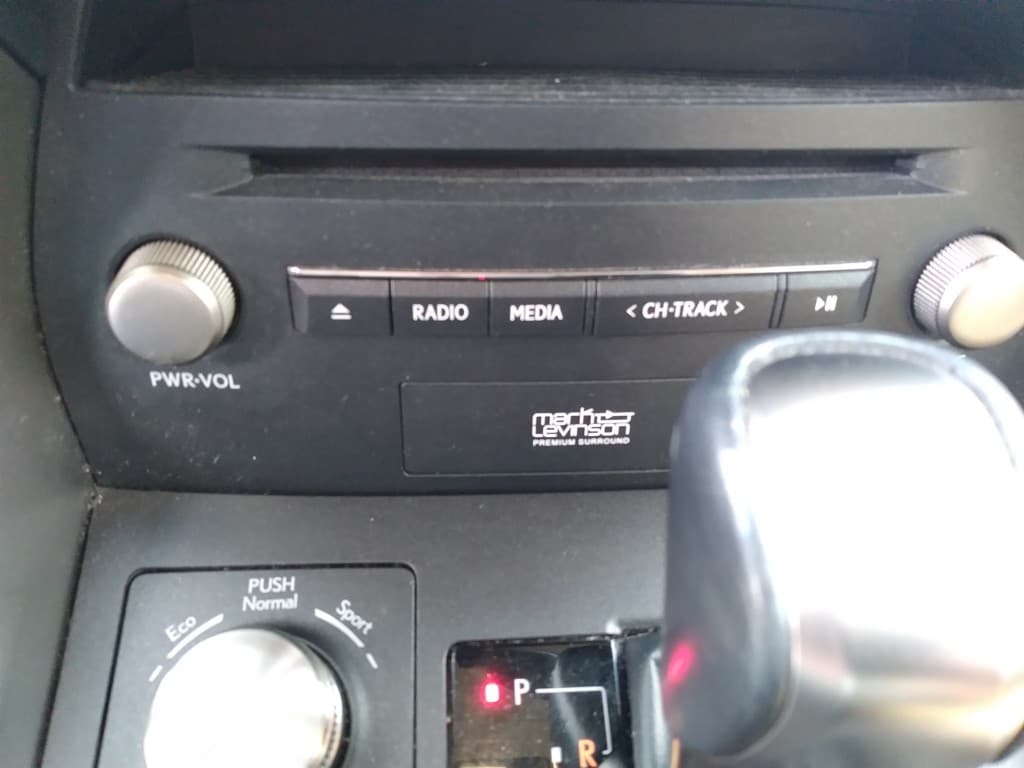 RADIO
MEDIA
< CH·TRACK >
PWR·VOL
mark Levinson
PREMIUM SURROUND
PUSH
Normal
Eco
Sport
P
R